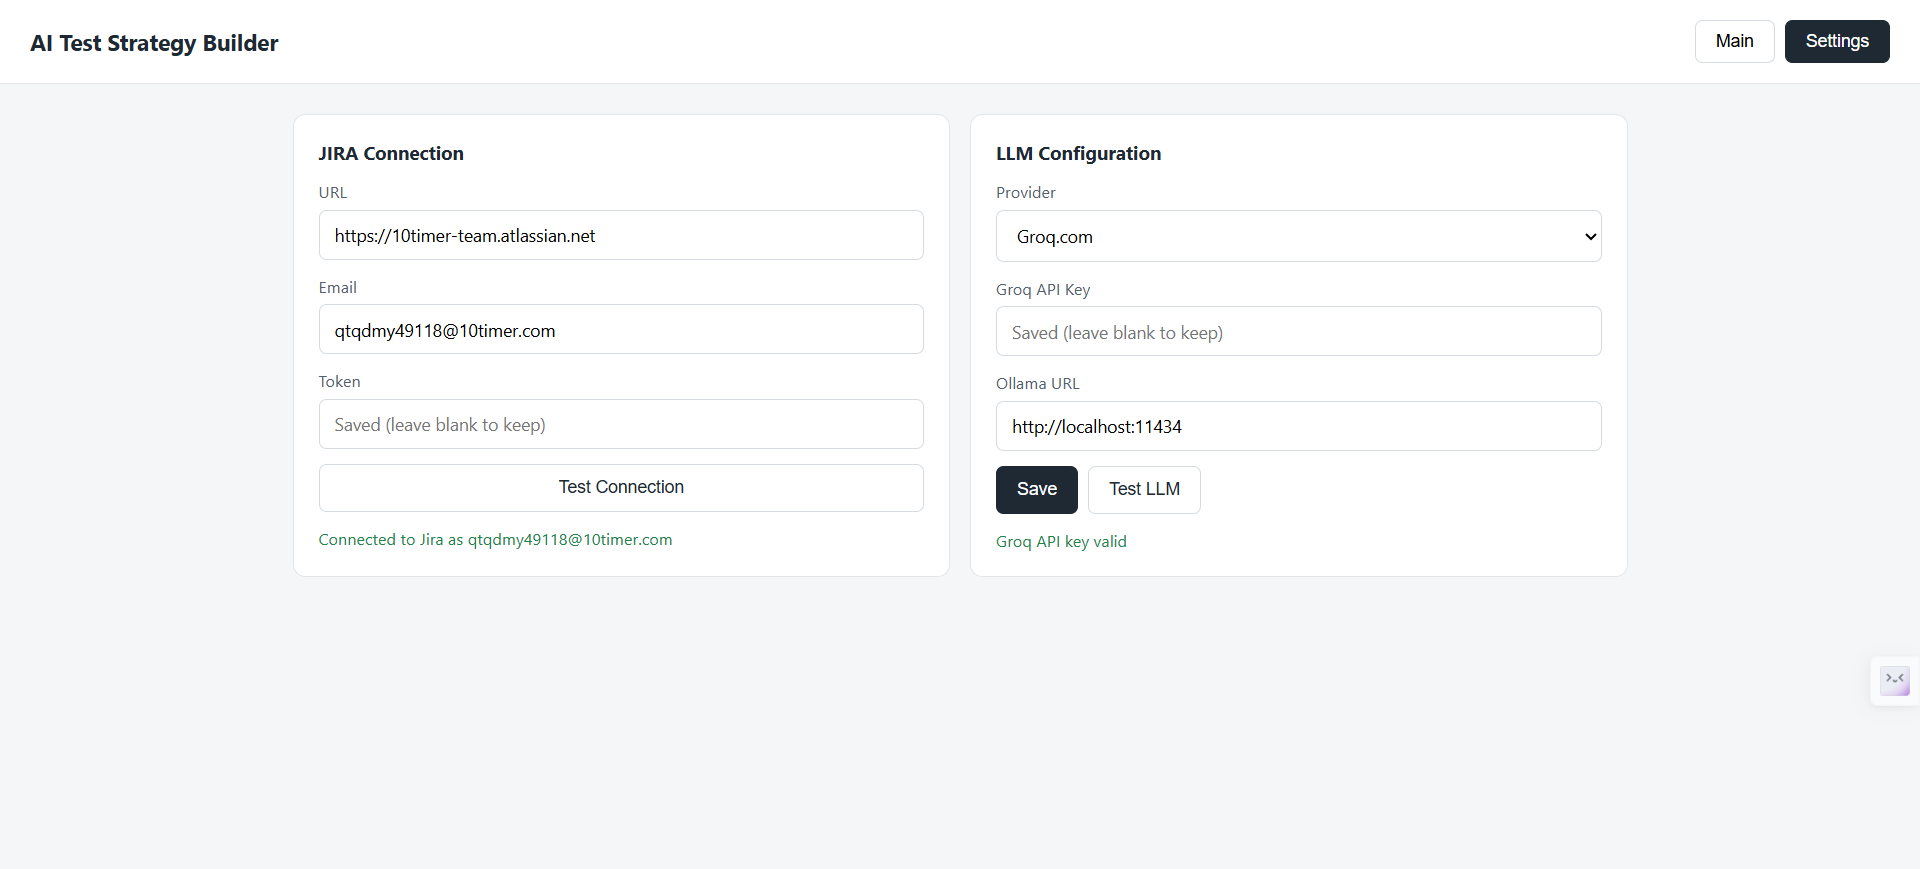 AI Test Strategy Builder
Main
Settings
JIRA Connection
URL
https://10timer-team.atlassian.net
Email
qtqdmy49118@10timer.com
Token
Saved (leave blank to keep)
Test Connection
Connected to Jira as qtqdmy49118@10timer.com
LLM Configuration
Provider
Groq.com
Groq API Key
Saved (leave blank to keep)
Ollama URL
http://localhost:11434
Save
Test LLM
Groq API key valid